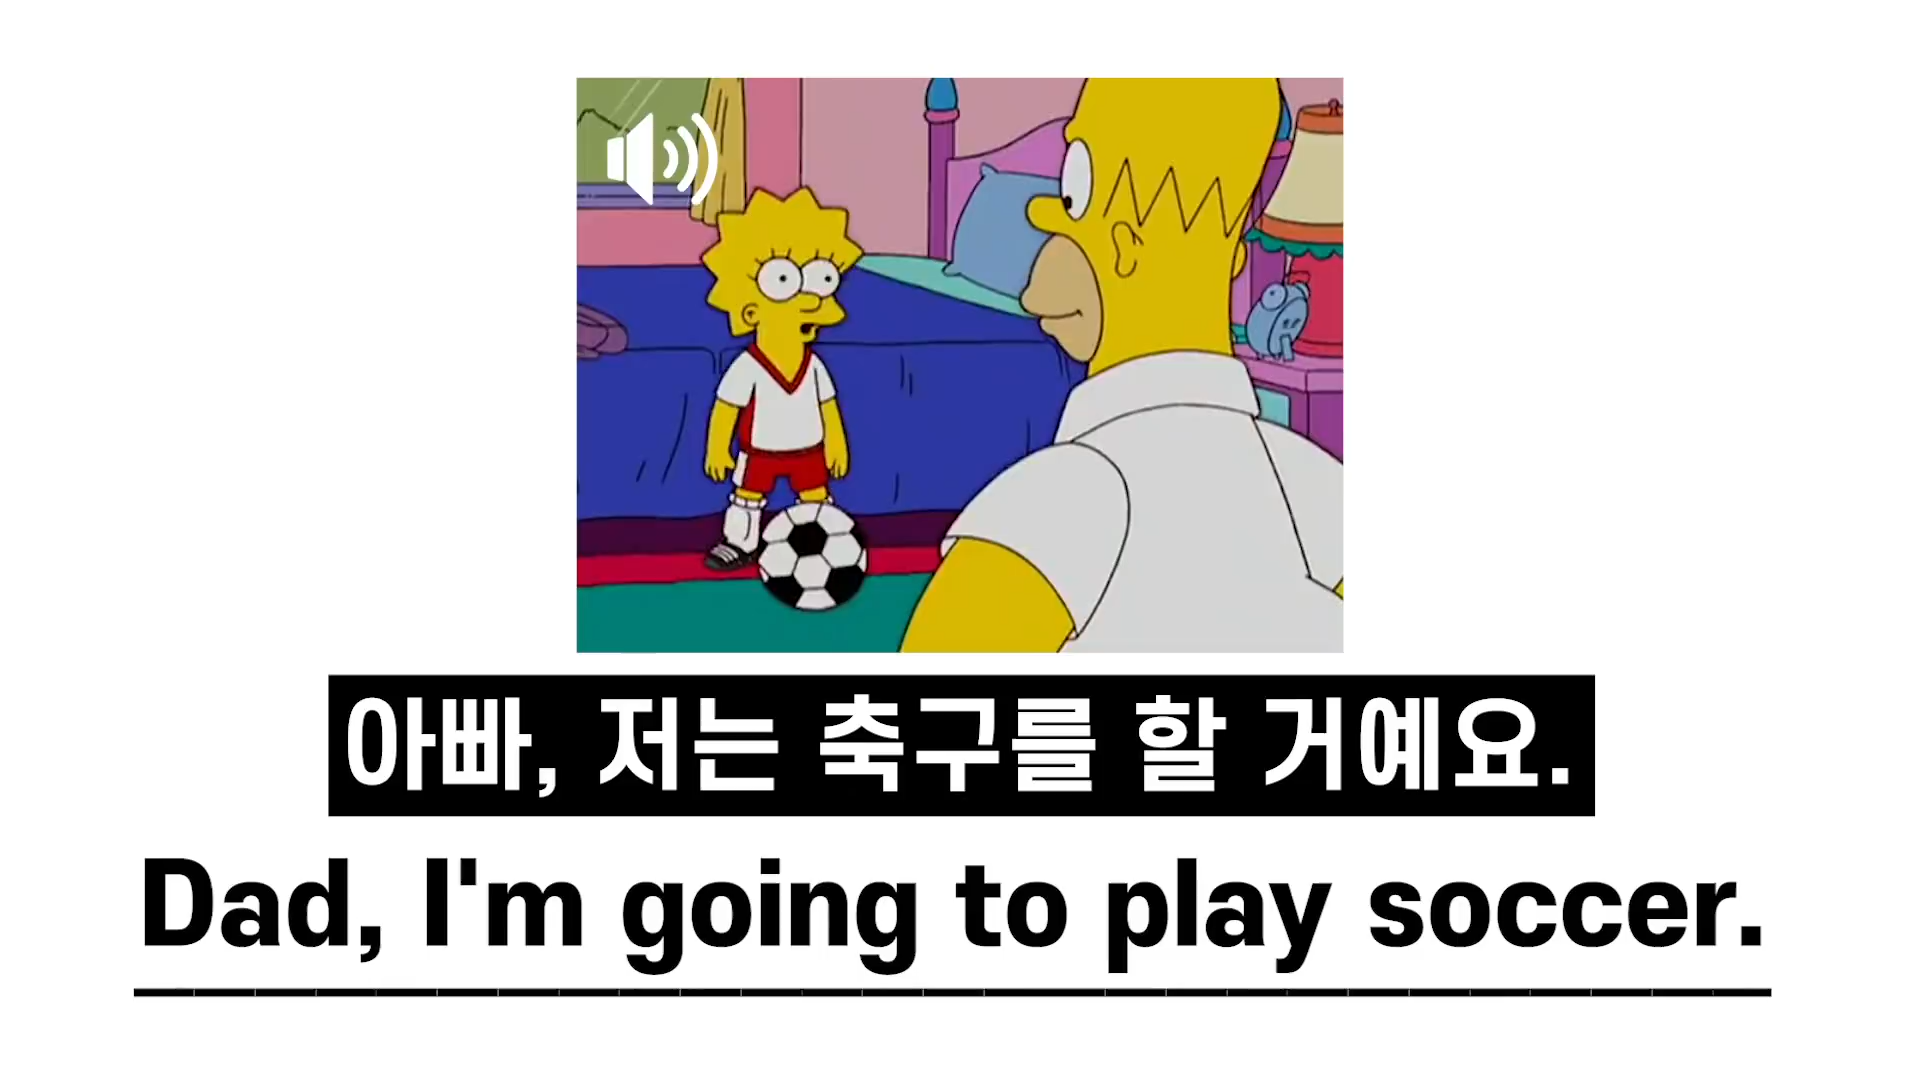 아빠, 저는 축구를 할 거예요.
Dad, I'm going to play soccer.